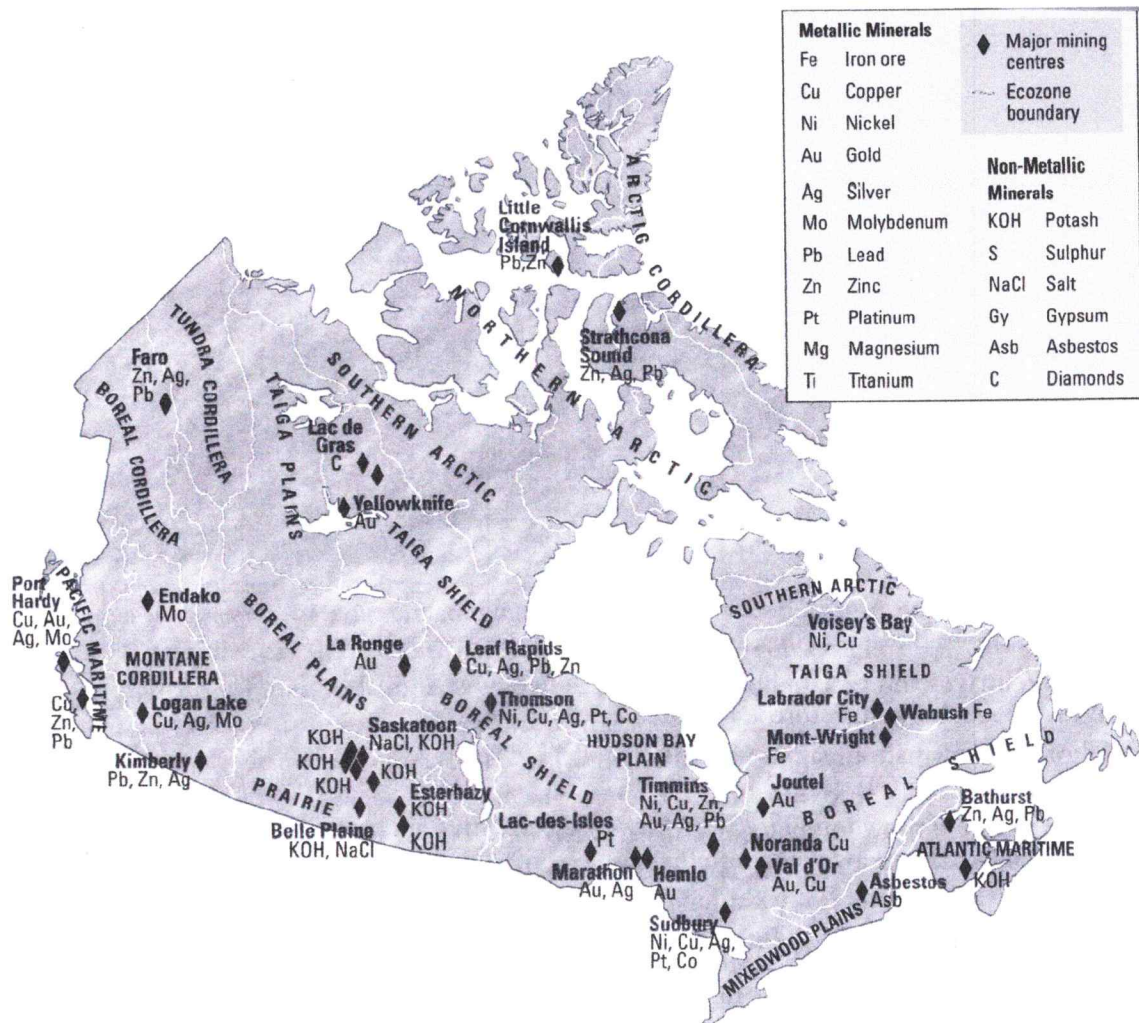 Metallic Minerals
Fe Iron ore
Cu Copper
Ni Nickel
Au Gold
Ag Silver
Mo Molybdenum
Pb Lead
Zn Zinc
Pt Platinum
Mg Magnesium
Ti Titanium
Major mining
centres
Ecozone
boundary
Non-Metallic
Minerals
KOH Potash
S Sulphur
NaCl Salt
Gy Gypsum
Asb Asbestos
C Diamonds
ARCTIC CORDILLERA
Little
Cornwallis
Island
Pb, Zn
NORTHERN ARCTIC
Strathcona
Sound
Zn, Ag, Pb
TUNDRA CORDILLERA
Faro
Zn, Ag,
Pb
BOREAL CORDILLERA
TAIGA PLAINS
SOUTHERN ARCTIC
Lac de
Gras
C
Yellowknife
Au
TAIGA SHIELD
Port
Hardy
Cu, Au,
Ag, Mo
PACIFIC MARITIME
Endako
Mo
BOREAL PLAINS
MONTANE
CORDILLERA
Cu,
Zn,
Pb
Logan Lake
Cu, Ag, Mo
Kimberly
Pb, Zn, Ag
La Ronge
Au
Leaf Rapids
Cu, Ag, Pb, Zn
Thomson
Ni, Cu, Ag, Pt, Co
BOREAL SHIELD
Saskatoon
NaCl, KOH
KOH
KOH
KOH
KOH
PRAIRIE
Esterhazy
KOH
KOH
Belle Plaine
KOH, NaCl
HUDSON BAY
PLAIN
Lac-des-Isles
Pt
Marathon
Au, Ag
Hemlo
Au
Timmins
Ni, Cu, Zn,
Au, Ag, Pb
Sudbury
Ni, Cu, Ag,
Pt, Co
SOUTHERN ARCTIC
Voisey's Bay
Ni, Cu
TAIGA SHIELD
Labrador City
Fe
Wabush Fe
Mont-Wright
Fe
Joutel
Au
BOREAL SHIELD
Noranda Cu
Val d'Or
Au, Cu
Bathurst
Zn, Ag, Pb
ATLANTIC MARITIME
KOH
Asbestos
Asb
MIXEDWOOD PLAINS